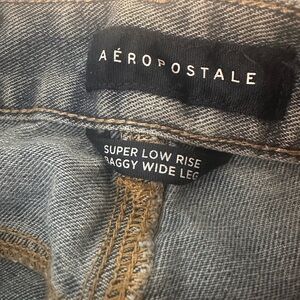 AÉROPOSTALE
SUPER LOW RISE
BAGGY WIDE LEG